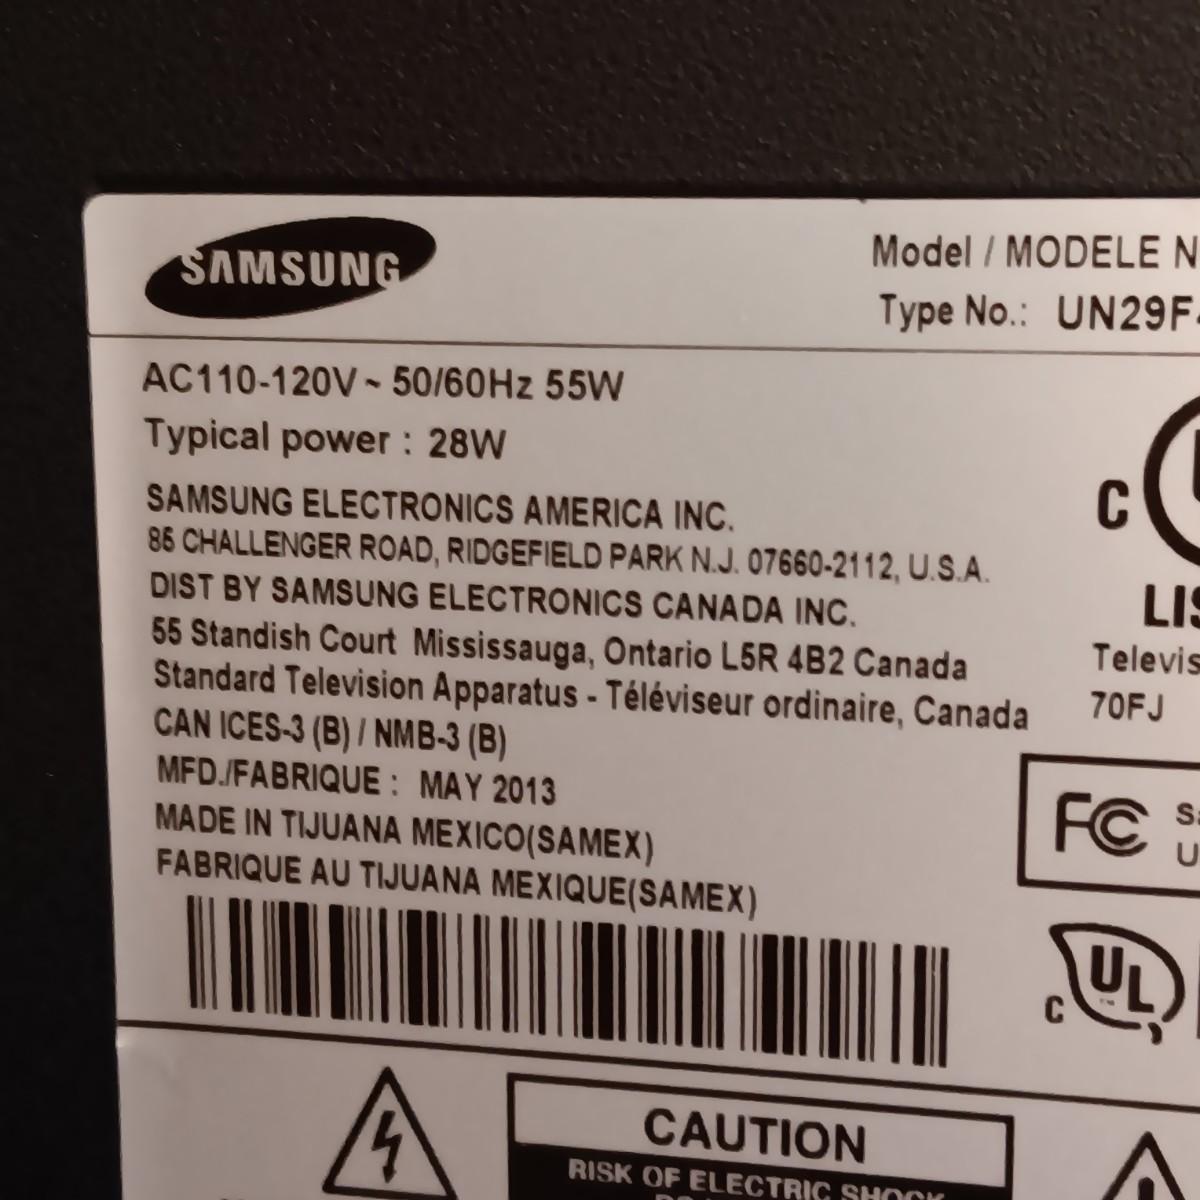 SAMSUNG
Model / MODELE N
Type No.: UN29F
AC110-120V ~ 50/60Hz 55W
Typical power : 28W
SAMSUNG ELECTRONICS AMERICA INC.
85 CHALLENGER ROAD, RIDGEFIELD PARK N.J. 07660-2112, U.S.A.
DIST BY SAMSUNG ELECTRONICS CANADA INC.
55 Standish Court Mississauga, Ontario L5R 4B2 Canada
Standard Television Apparatus - Téléviseur ordinaire, Canada
CAN ICES-3 (B) / NMB-3 (B)
MFD./FABRIQUE : MAY 2013
MADE IN TIJUANA MEXICO(SAMEX)
FABRIQUE AU TIJUANA MEXIQUE(SAMEX)
C
LIS
Televis
70FJ
FC
C UL
CAUTION
RISK OF ELECTRIC SHOCK